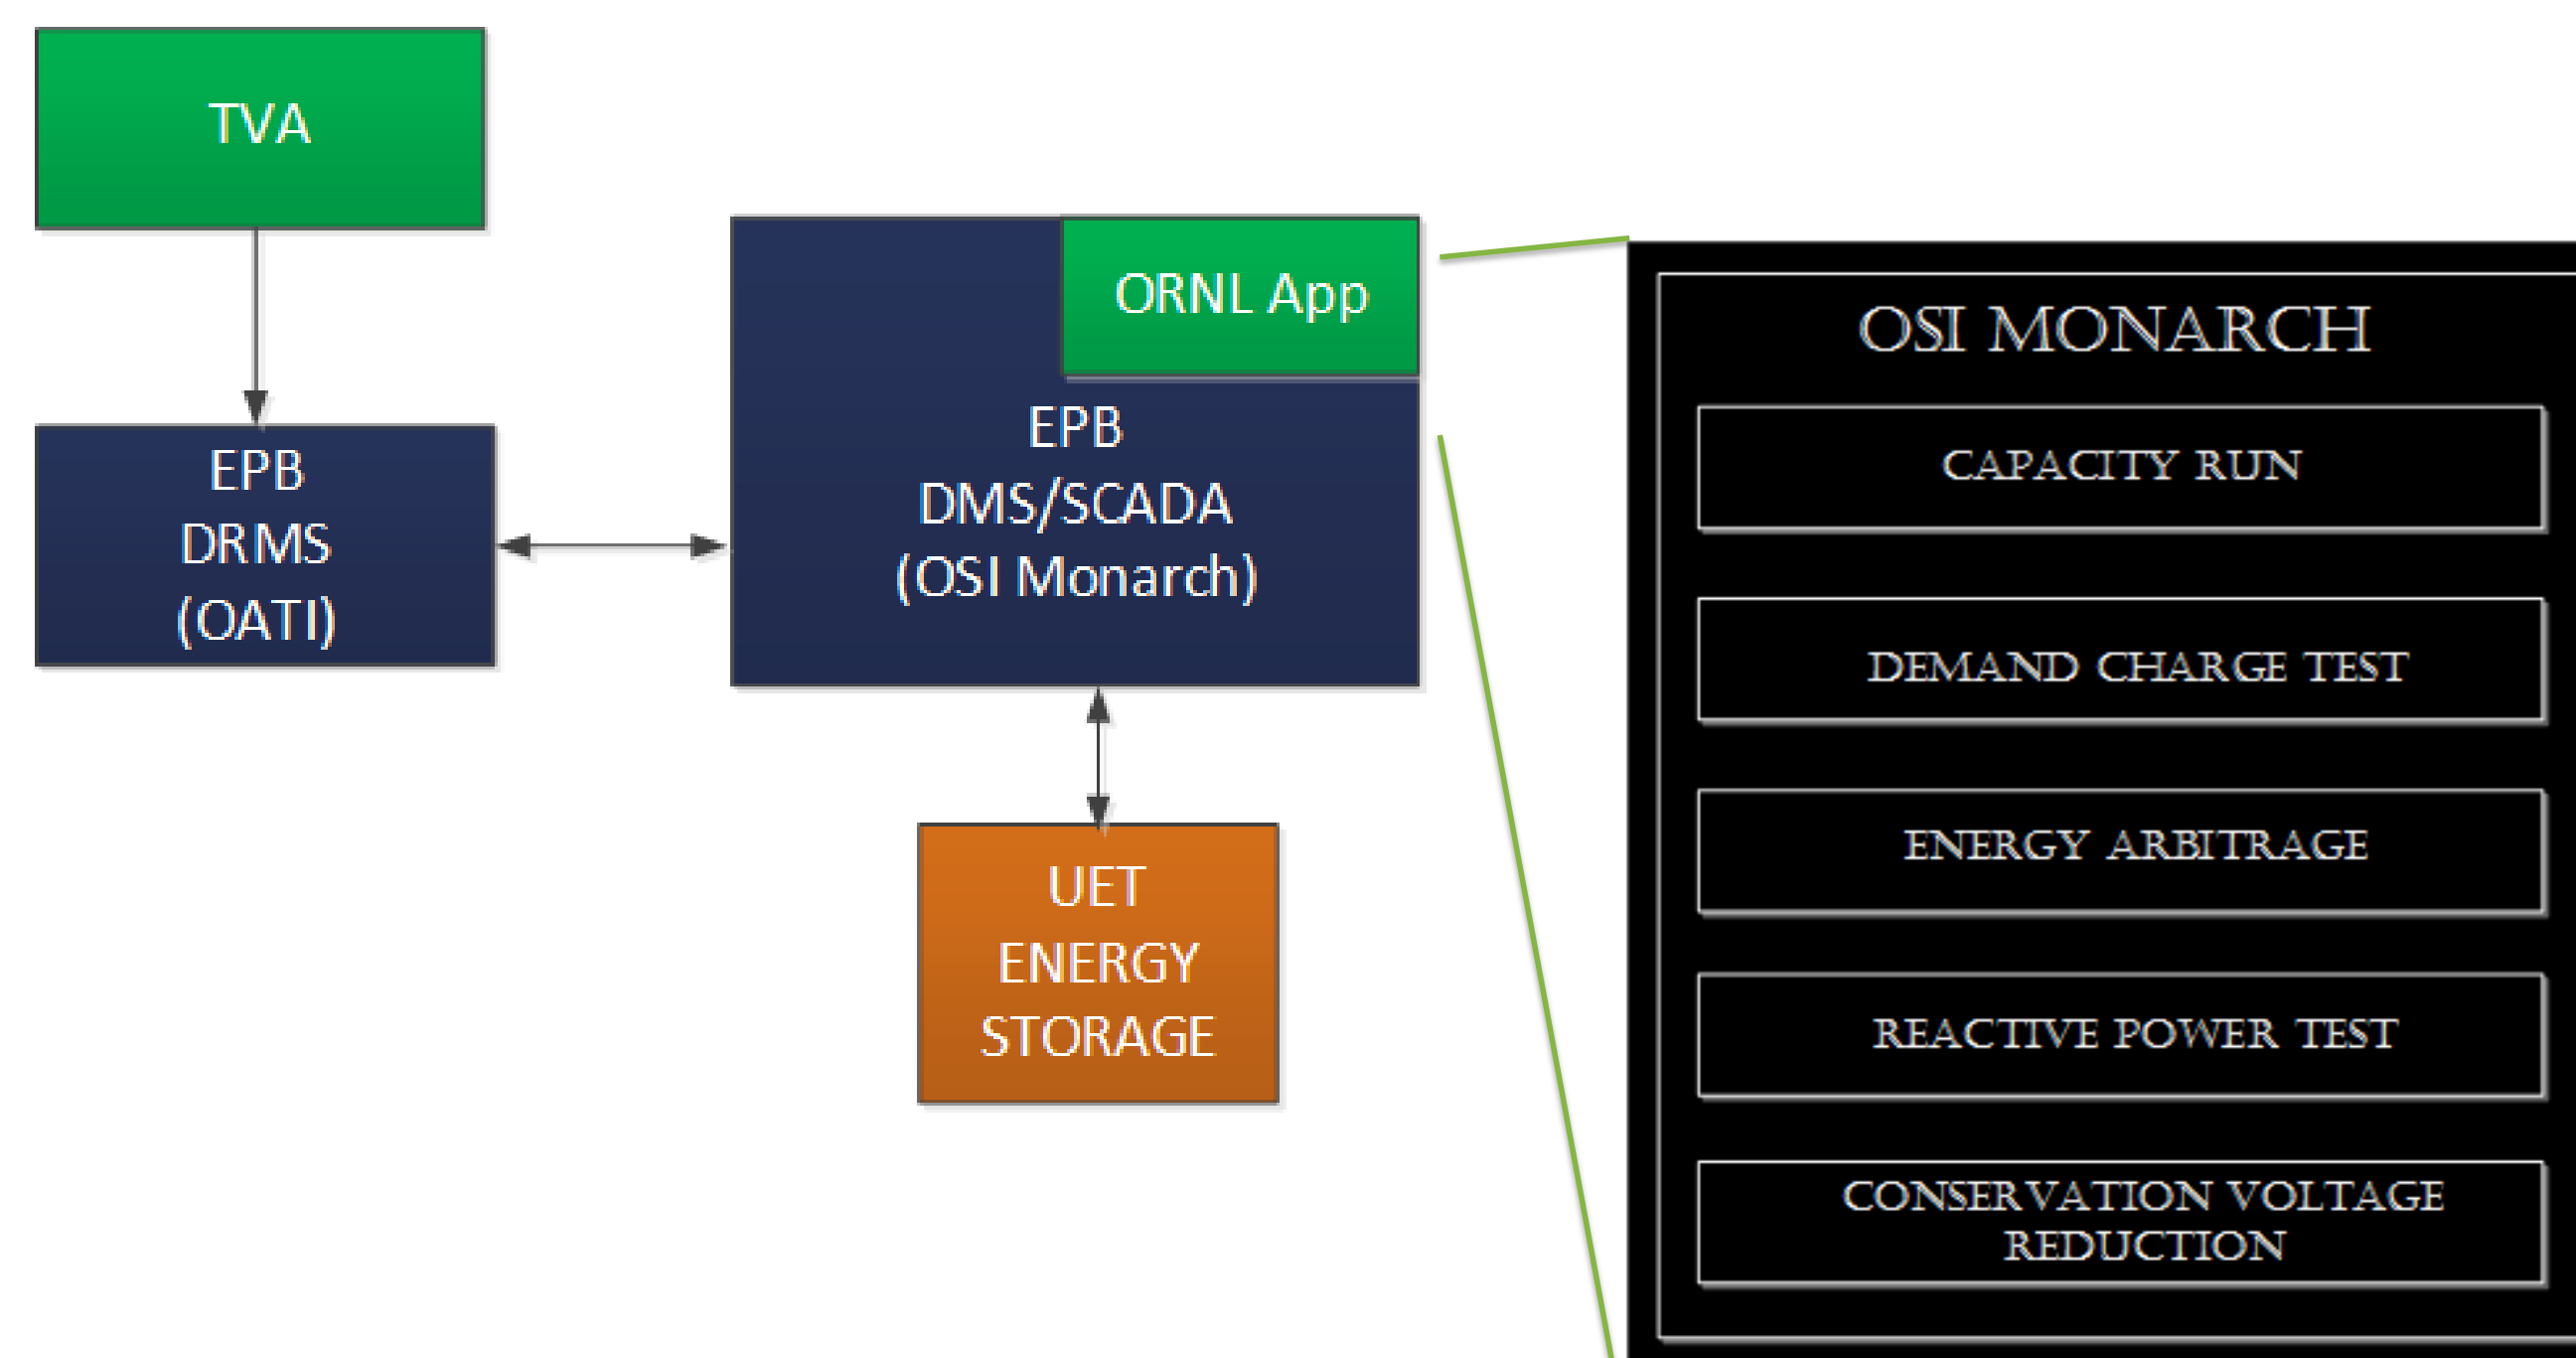 TVA
EPB
DRMS
(OATI)
ORNL App
EPB
DMS/SCADA
(OSI Monarch)
UET
ENERGY
STORAGE
OSI MONARCH
CAPACITY RUN
DEMAND CHARGE TEST
ENERGY ARBITRAGE
REACTIVE POWER TEST
CONSERVATION VOLTAGE
REDUCTION